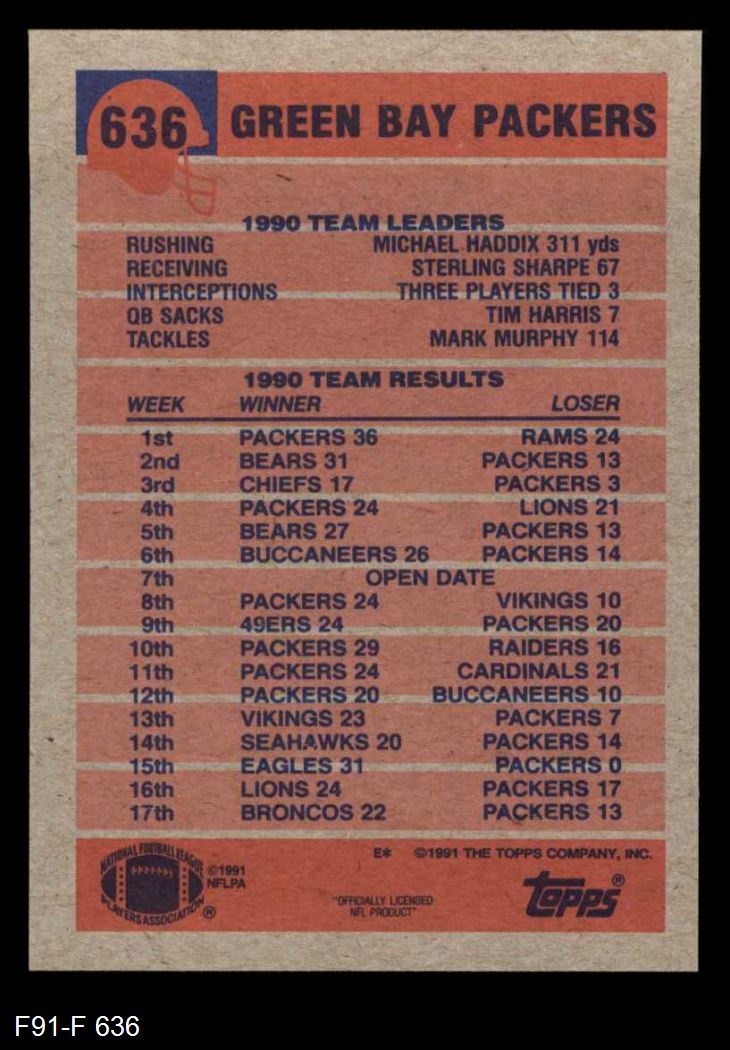 636 GREEN BAY PACKERS
1990 TEAM LEADERS
RUSHING MICHAEL HADDIX 311 yds
RECEIVING STERLING SHARPE 67
INTERCEPTIONS THREE PLAYERS TIED 3
QB SACKS TIM HARRIS 7
TACKLES MARK MURPHY 114
1990 TEAM RESULTS
WEEK WINNER LOSER
1st PACKERS 36 RAMS 24
2nd BEARS 31 PACKERS 13
3rd CHIEFS 17 PACKERS 3
4th PACKERS 24 LIONS 21
5th BEARS 27 PACKERS 13
6th BUCCANEERS 26 PACKERS 14
7th OPEN DATE
8th PACKERS 24 VIKINGS 10
9th 49ERS 24 PACKERS 20
10th PACKERS 29 RAIDERS 16
11th PACKERS 24 CARDINALS 21
12th PACKERS 20 BUCCANEERS 10
13th VIKINGS 23 PACKERS 7
14th SEAHAWKS 20 PACKERS 14
15th EAGLES 31 PACKERS 0
16th LIONS 24 PACKERS 17
17th BRONCOS 22 PACKERS 13
E* ©1991 THE TOPPS COMPANY, INC.
NATIONAL FOOTBALL LEAGUE
PLAYERS ASSOCIATION ®
©1991
NFLPA
"OFFICIALLY LICENSED
NFL PRODUCT"
topps®
F91-F 636